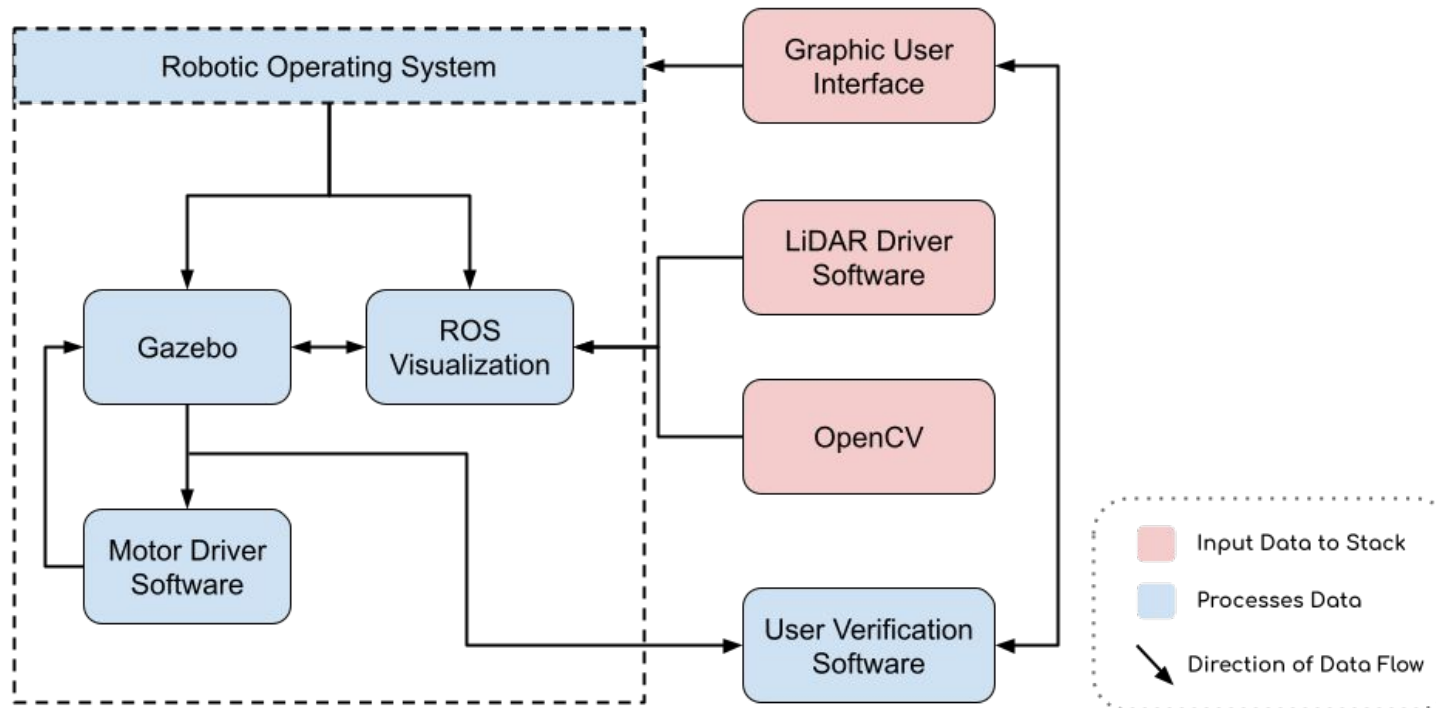 Robotic Operating System
Graphic User
Interface
LiDAR Driver
Software
Gazebo
ROS
Visualization
OpenCV
Motor Driver
Software
User Verification
Software
Input Data to Stack
Processes Data
Direction of Data Flow